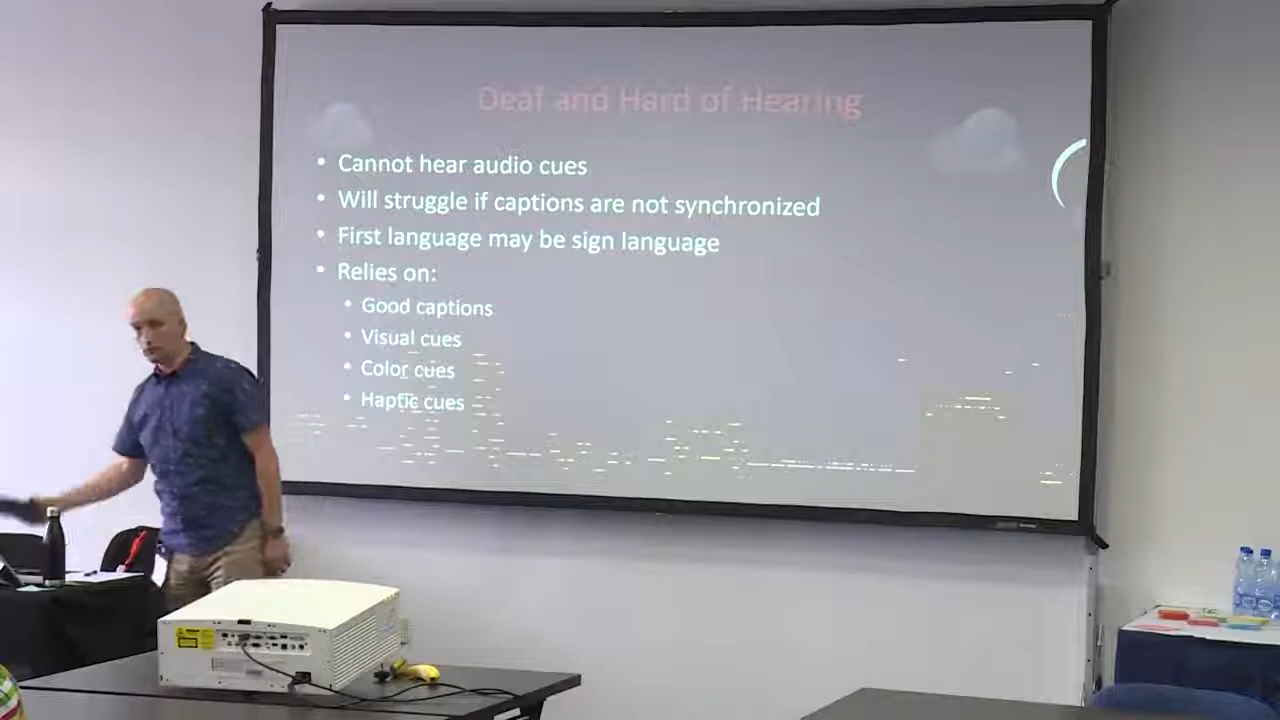 Deaf and Hard of Hearing
• Cannot hear audio cues
• Will struggle if captions are not synchronized
• First language may be sign language
• Relies on:
• Good captions
• Visual cues
• Color cues
• Haptic cues